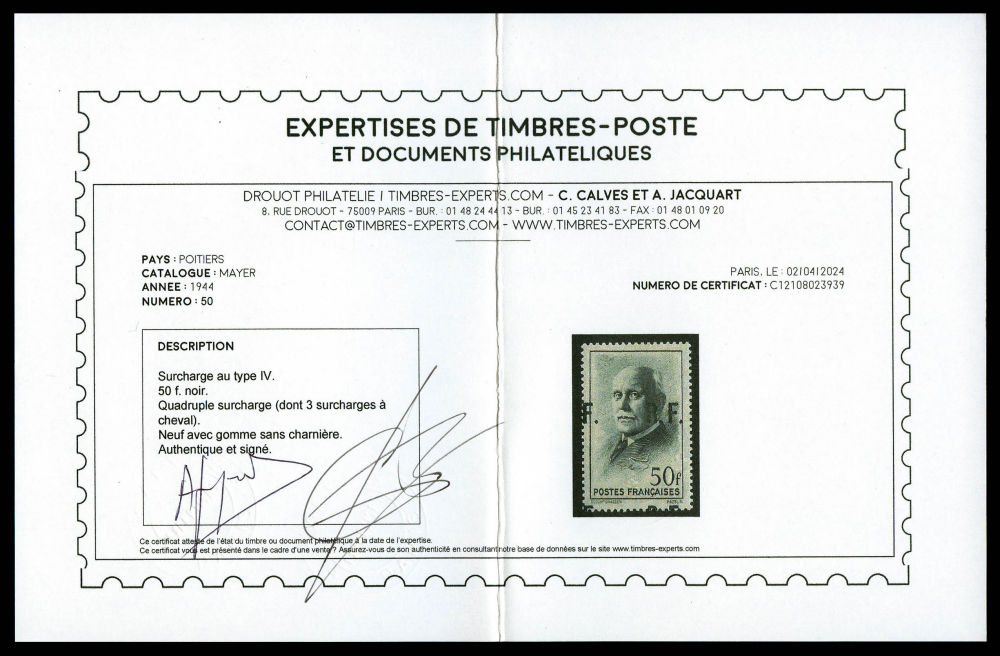 EXPERTISES DE TIMBRES-POSTE
ET DOCUMENTS PHILATELIQUES
DROUOT PHILATELIE | TIMBRES-EXPERTS.COM - C. CALVES ET A. JACQUART
8. RUE DROUOT - 75009 PARIS - BUR. : 01 48 24 44 13 - BUR. : 01 45 23 41 83 - FAX : 01 48 01 09 20
CONTACT@TIMBRES-EXPERTS.COM - WWW.TIMBRES-EXPERTS.COM
PAYS : POITIERS
CATALOGUE : MAYER
ANNEE : 1944
NUMERO : 50
PARIS, LE : 02|04|2024
NUMERO DE CERTIFICAT : C12108023939
DESCRIPTION
Surcharge au type IV.
50 f. noir.
Quadruple surcharge (dont 3 surcharges à
cheval).
Neuf avec gomme sans charnière.
Authentique et signé.
F. F.
50f
POSTES FRANÇAISES
Ce certificat atteste de l'état du timbre ou document philatélique à la date de l'expertise.
Ce certificat vous est présenté dans le cadre d'une vente ? Assurez-vous de son authenticité en consultant notre base de données sur le site www.timbres-experts.com